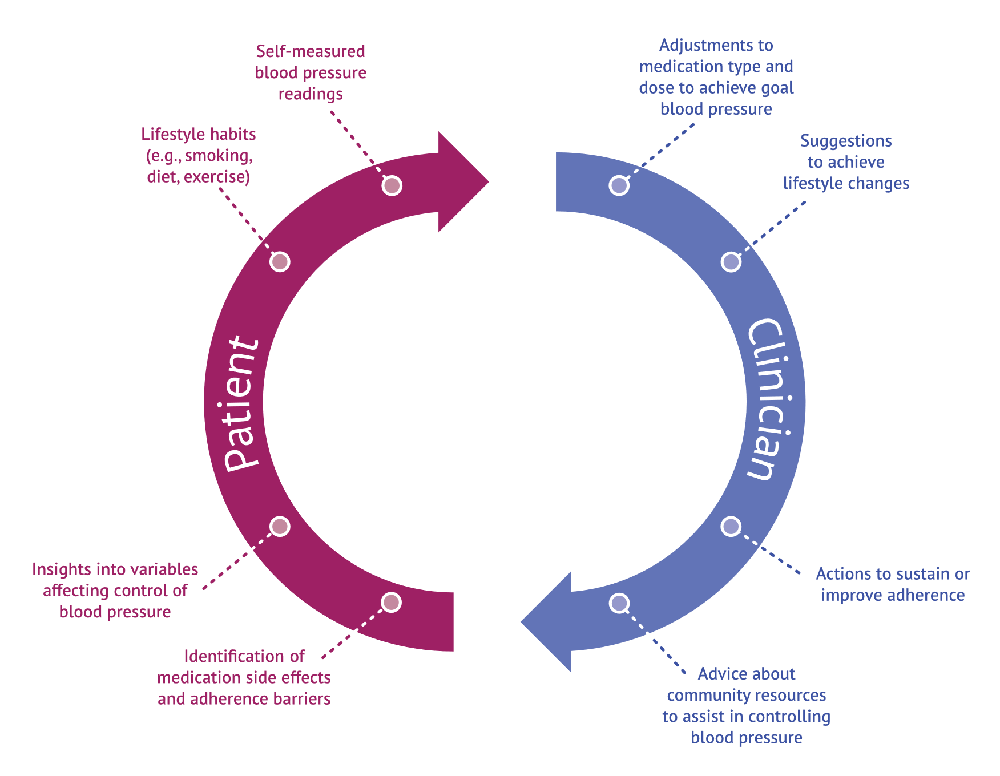 Self-measured
blood pressure
readings
Lifestyle habits
(e.g., smoking,
diet, exercise)
Patient
Insights into variables
affecting control of
blood pressure
Identification of
medication side effects
and adherence barriers
Adjustments to
medication type and
dose to achieve goal
blood pressure
Suggestions
to achieve
lifestyle changes
Clinician
Actions to sustain or
improve adherence
Advice about
community resources
to assist in controlling
blood pressure